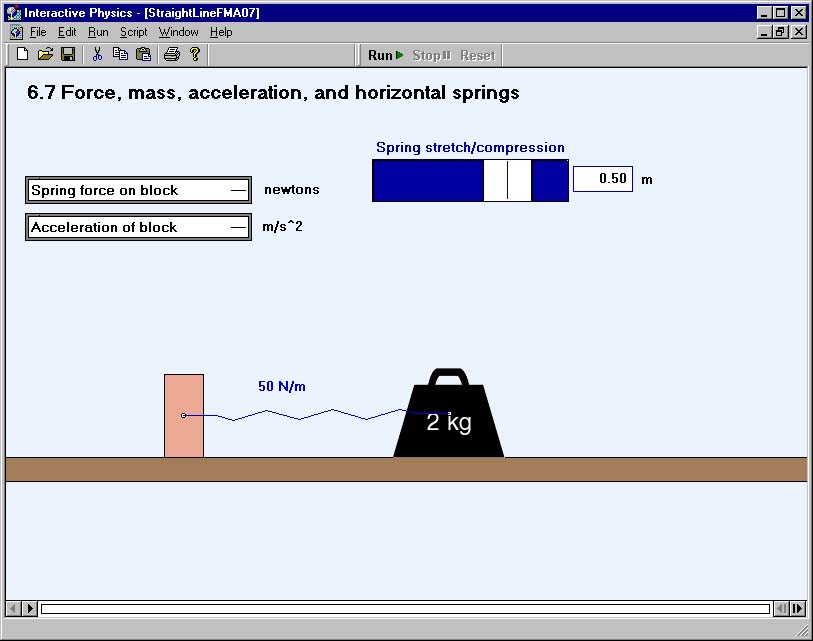 Interactive Physics - [StraightLineFMA07]
File Edit Run Script Window Help
Run Stop Reset
6.7 Force, mass, acceleration, and horizontal springs
Spring stretch/compression
Spring force on block — newtons
0.50 m
Acceleration of block — m/s^2
50 N/m
2 kg